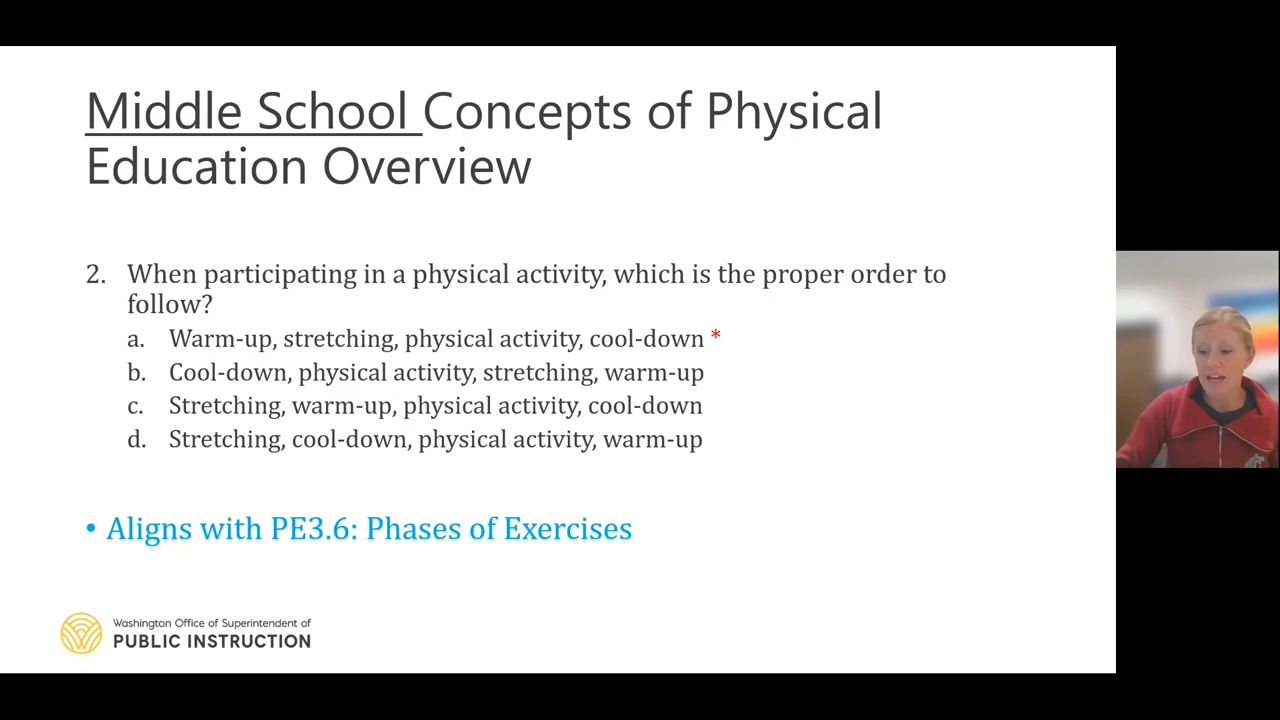 Middle School Concepts of Physical
Education Overview
2. When participating in a physical activity, which is the proper order to
follow?
a. Warm-up, stretching, physical activity, cool-down *
b. Cool-down, physical activity, stretching, warm-up
c. Stretching, warm-up, physical activity, cool-down
d. Stretching, cool-down, physical activity, warm-up
• Aligns with PE3.6: Phases of Exercises
Washington Office of Superintendent of
PUBLIC INSTRUCTION